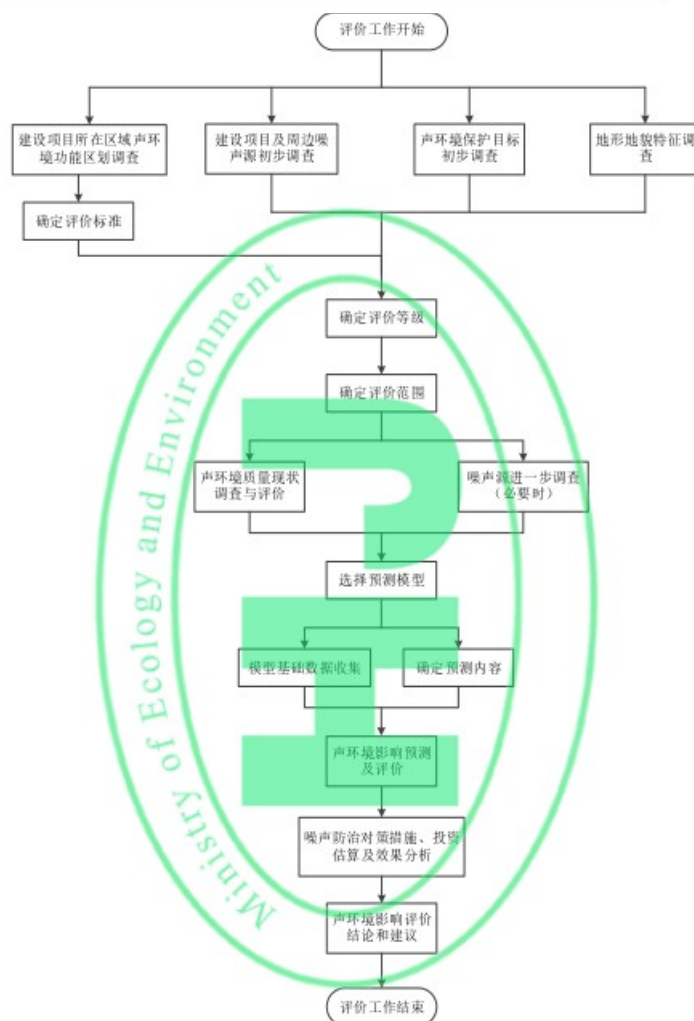 评价工作开始
建设项目所在区域声环
境功能区划调查
建设项目及周边噪
声源初步调查
声环境保护目标
初步调查
地形地貌特征调
查
确定评价标准
确定评价等级
确定评价范围
声环境质量现状
调查与评价
噪声源进一步调查
（必要时）
选择预测模型
模型基础数据收集
确定预测内容
声环境影响预测
及评价
噪声防治对策措施、投资
估算及效果分析
声环境影响评价
结论和建议
评价工作结束
Ministry of Ecology and Environment
HJ